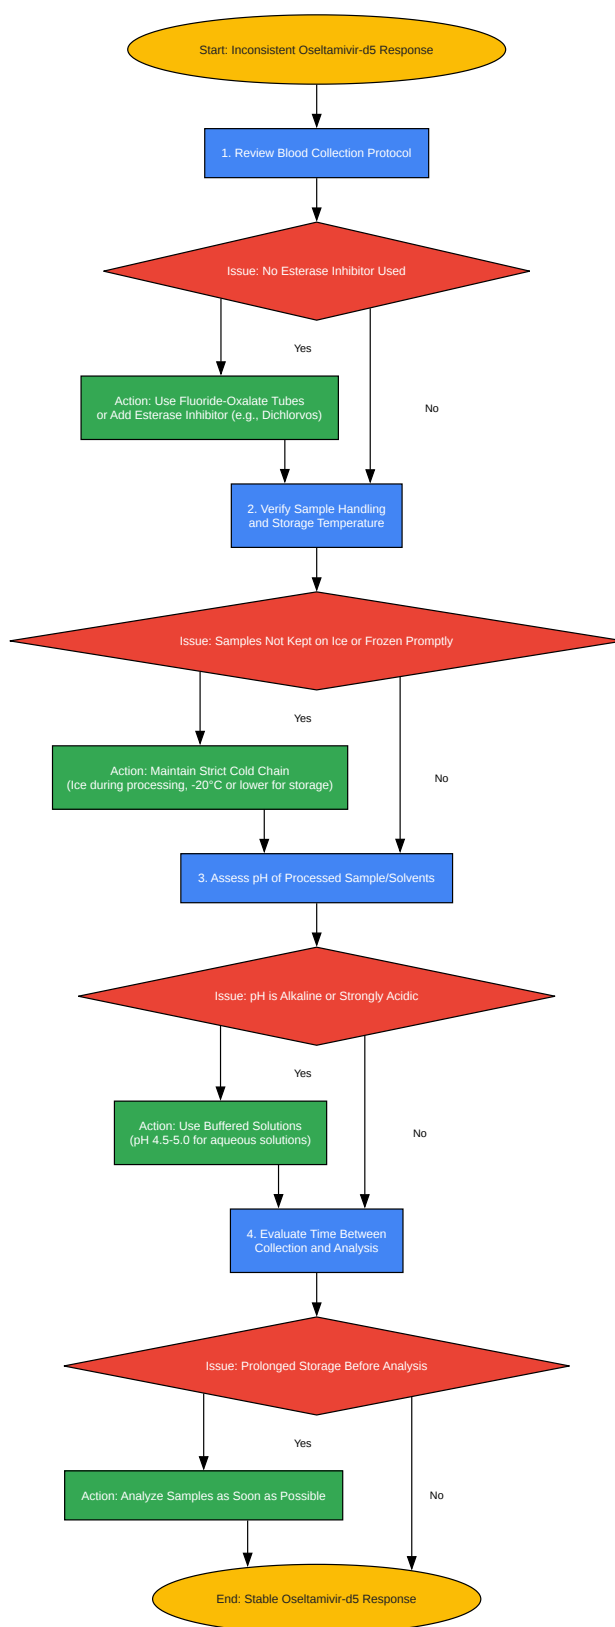 Start: Inconsistent Oseltamivir-d5 Response
1. Review Blood Collection Protocol
Issue: No Esterase Inhibitor Used
Yes
Action: Use Fluoride-Oxalate Tubes
or Add Esterase Inhibitor (e.g., Dichlorvos)
No
2. Verify Sample Handling
and Storage Temperature
Issue: Samples Not Kept on Ice or Frozen Promptly
Yes
Action: Maintain Strict Cold Chain
(Ice during processing, -20°C or lower for storage)
No
3. Assess pH of Processed Sample/Solvents
Issue: pH is Alkaline or Strongly Acidic
Yes
Action: Use Buffered Solutions
(pH 4.5-5.0 for aqueous solutions)
No
4. Evaluate Time Between
Collection and Analysis
Issue: Prolonged Storage Before Analysis
Yes
Action: Analyze Samples as Soon as Possible
No
End: Stable Oseltamivir-d5 Response